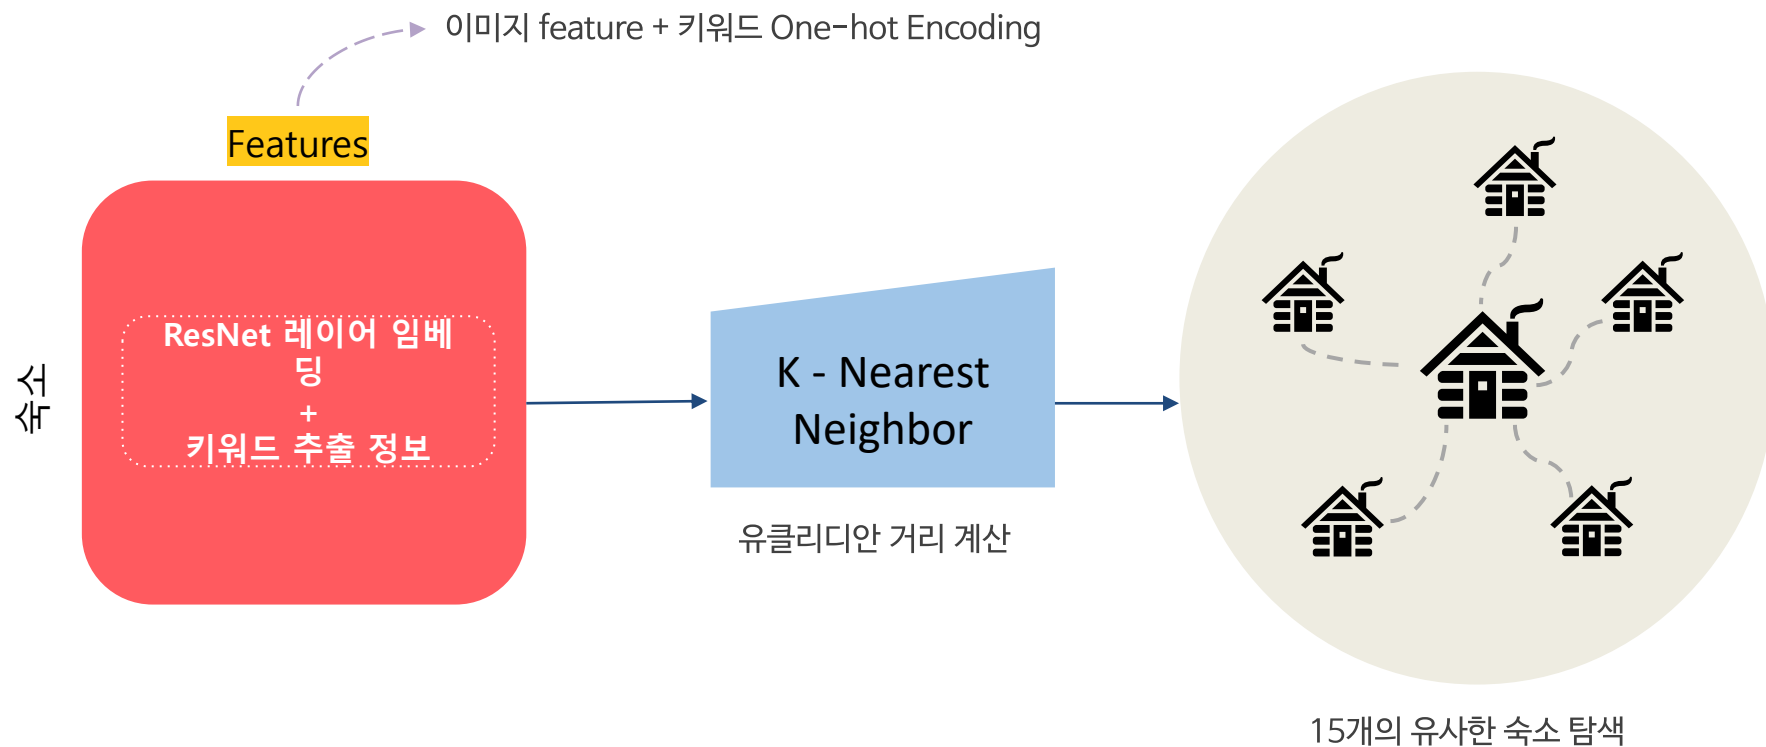 이미지 feature + 키워드 One-hot Encoding
Features
숙소
ResNet 레이어 임베
딩
+
키워드 추출 정보
K - Nearest
Neighbor
유클리디안 거리 계산
15개의 유사한 숙소 탐색